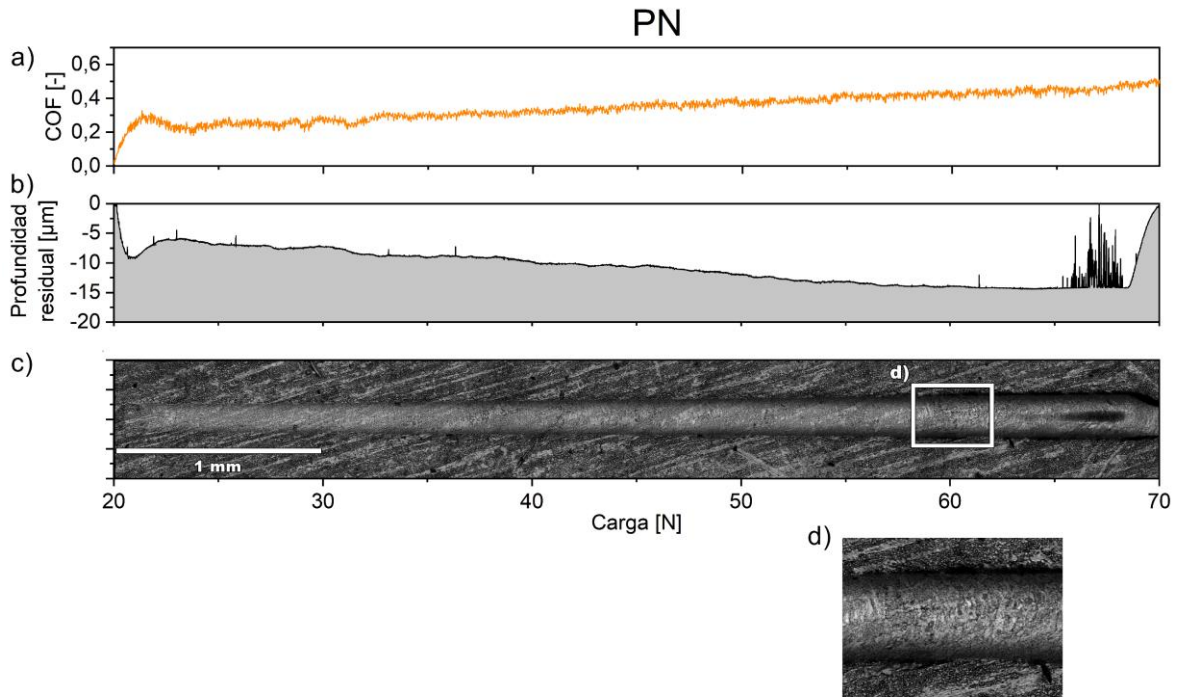 PN
a)
COF [-]
0,6
0,4
0,2
0,0
b)
Profundidad
residual [µm]
0
-5
-10
-15
-20
c)
d)
1 mm
20 30 40 50 60 70
Carga [N]
d)